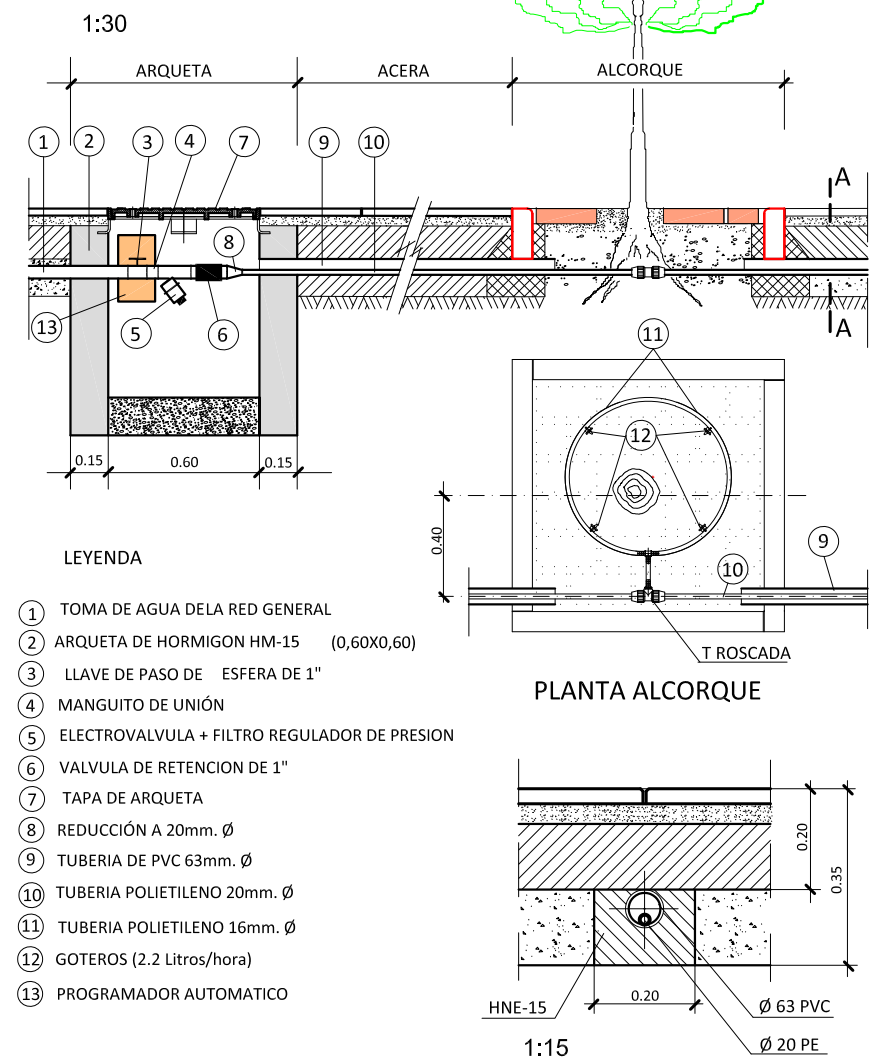 1:30
ARQUETA
ACERA
ALCORQUE
1
2
3
4
7
9
10
A
8
13
5
6
A
11
12
0.15
0.60
0.15
0.40
9
10
T ROSCADA
PLANTA ALCORQUE
LEYENDA
1 TOMA DE AGUA DELA RED GENERAL
2 ARQUETA DE HORMIGON HM-15 (0,60X0,60)
3 LLAVE DE PASO DE ESFERA DE 1"
4 MANGUITO DE UNIÓN
5 ELECTROVALVULA + FILTRO REGULADOR DE PRESION
6 VALVULA DE RETENCION DE 1"
7 TAPA DE ARQUETA
8 REDUCCIÓN A 20mm. Ø
9 TUBERIA DE PVC 63mm. Ø
10 TUBERIA POLIETILENO 20mm. Ø
11 TUBERIA POLIETILENO 16mm. Ø
12 GOTEROS (2.2 Litros/hora)
13 PROGRAMADOR AUTOMATICO
0.20
0.35
0.20
HNE-15
Ø 63 PVC
Ø 20 PE
1:15